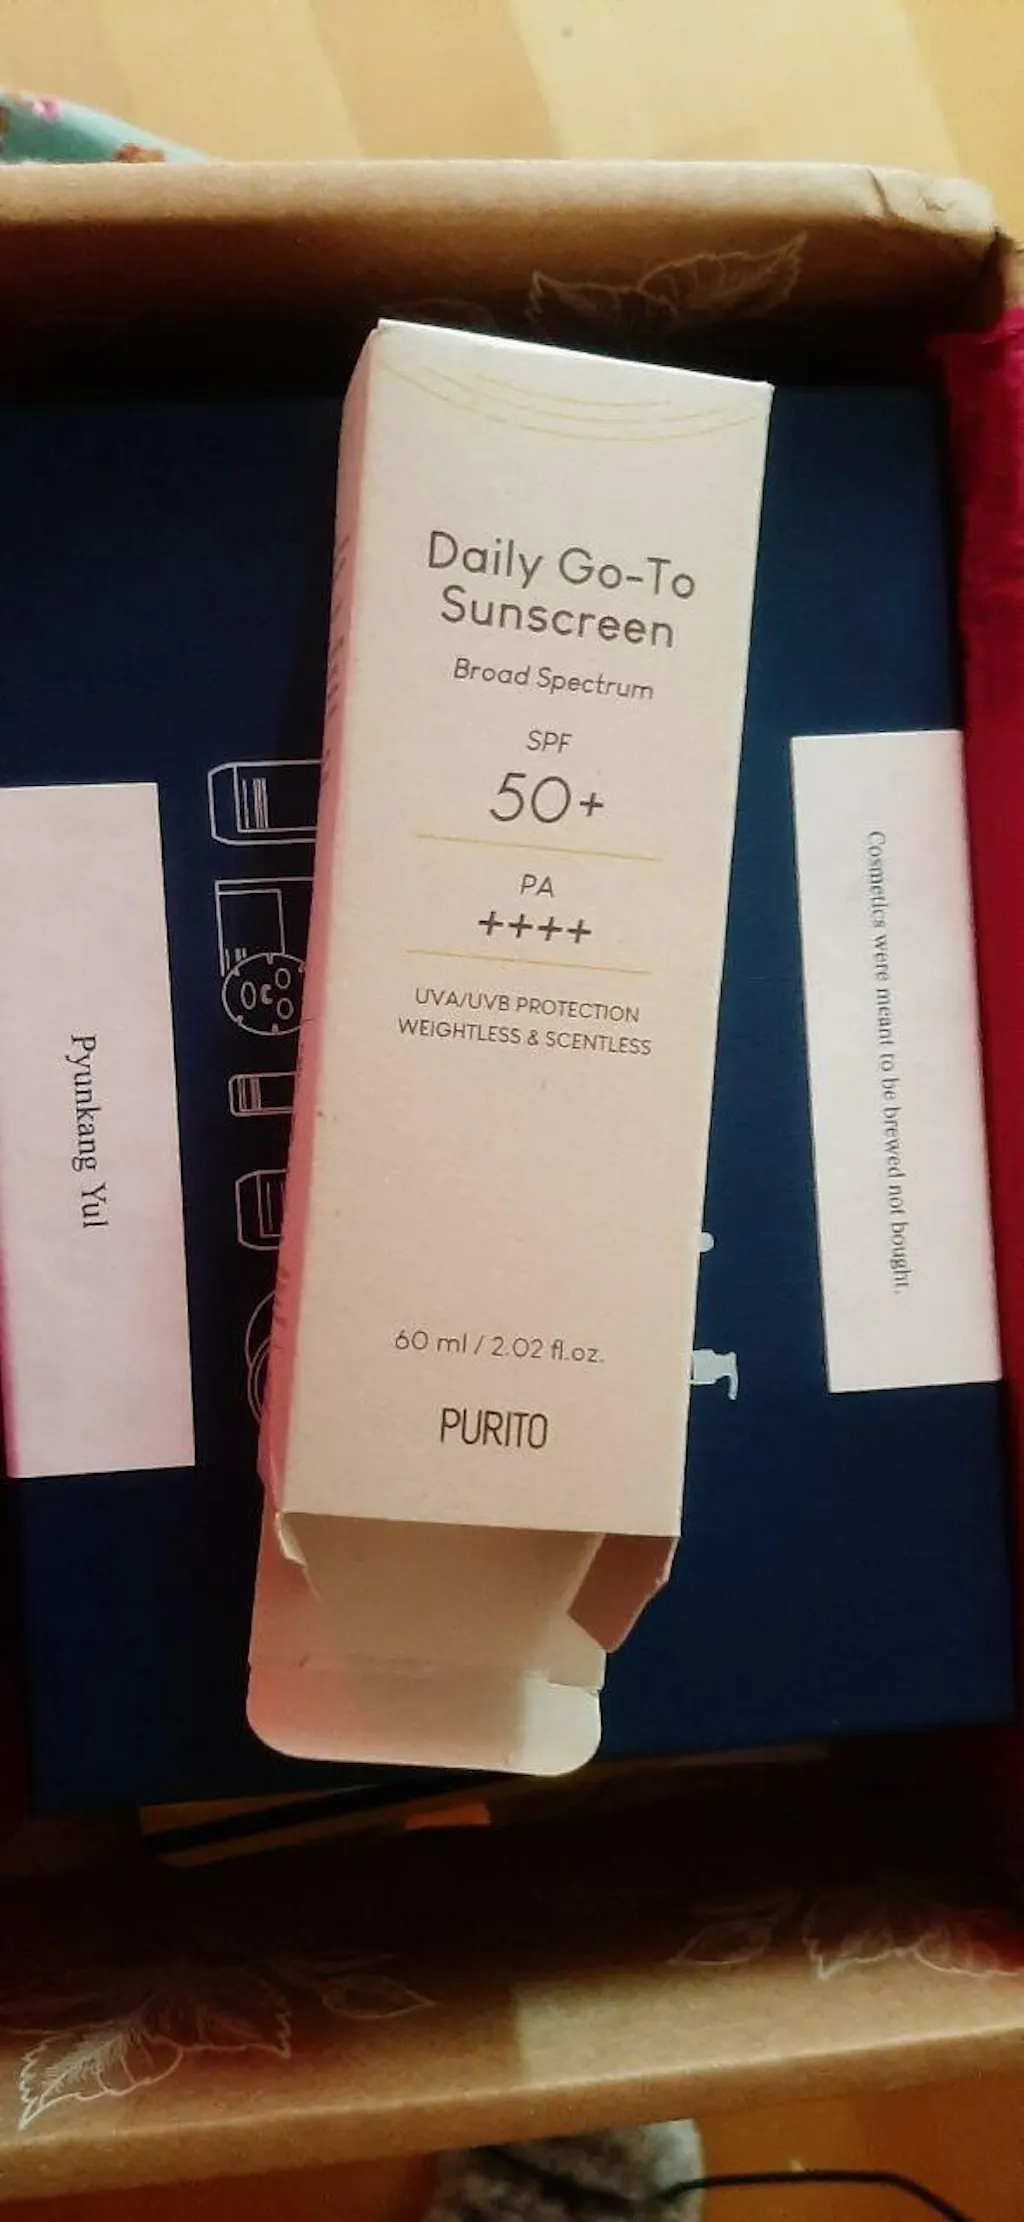 Daily Go-To
Sunscreen
Broad Spectrum
SPF
50+
PA
++++
UVA/UVB PROTECTION
WEIGHTLESS & SCENTLESS
60 ml / 2.02 fl.oz.
PURITO
Pyunkang Yul
Cosmetics were meant to be brewed not bought.